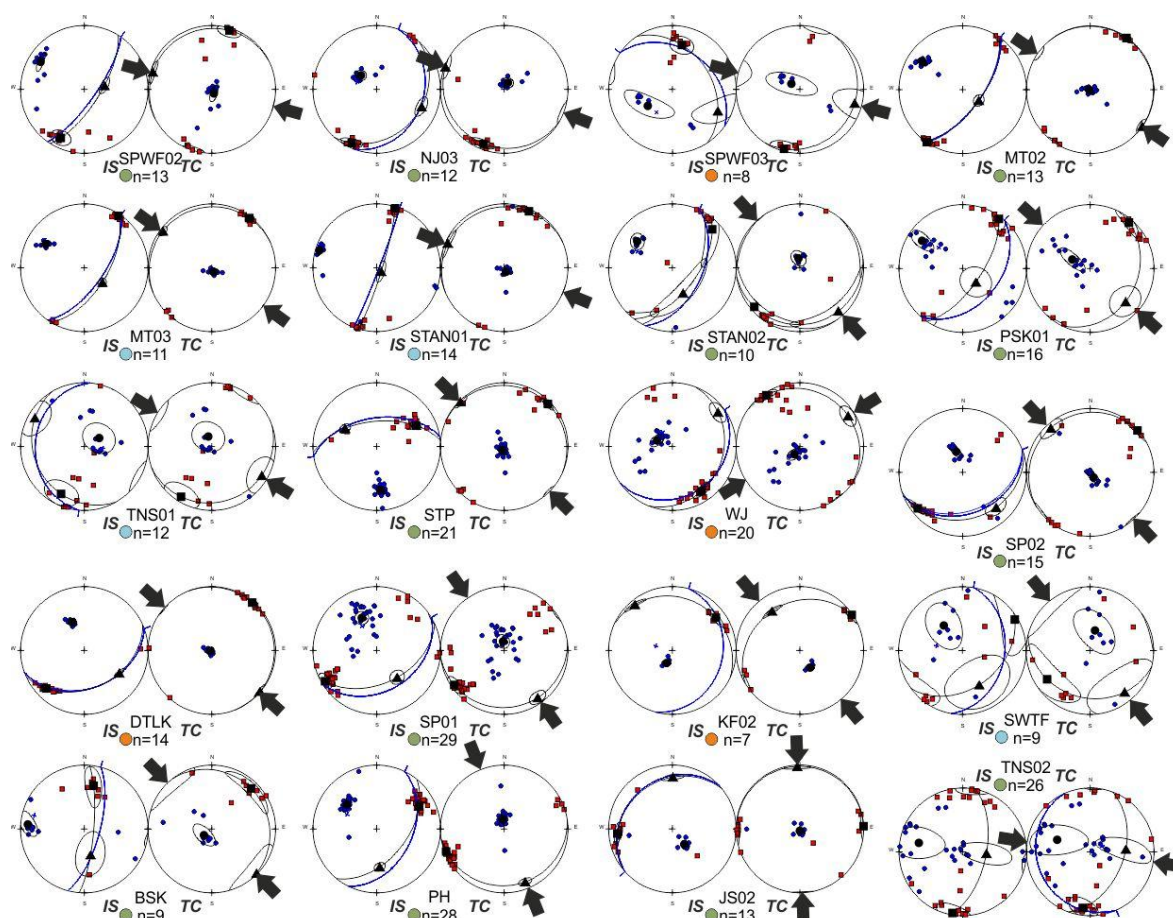 N N N N N N N N
W E W E W E W E
S S S S S S S S
IS SPWF02 TC
n=13
IS NJ03 TC
n=12
IS SPWF03 TC
n=8
IS MT02 TC
n=13
N N N N N N N N
W E W E W E W E
S S S S S S S S
IS MT03 TC
n=11
IS STAN01 TC
n=14
IS STAN02 TC
n=10
IS PSK01 TC
n=16
N N N N N N N N
W E W E W E W E
S S S S S S S S
IS TNS01 TC
n=12
IS STP TC
n=21
IS WJ TC
n=20
IS SP02 TC
n=15
N N N N N N N N
W E W E W E W E
S S S S S S S S
IS DTLK TC
n=14
IS SP01 TC
n=29
IS KF02 TC
n=7
IS SWTF TC
n=9
N N N N N N
W E W E W E
S S S S S S
IS BSK TC
n=9
IS PH TC
n=28
IS JS02 TC
n=13
IS TNS02 TC
n=26
N N
W E
S S